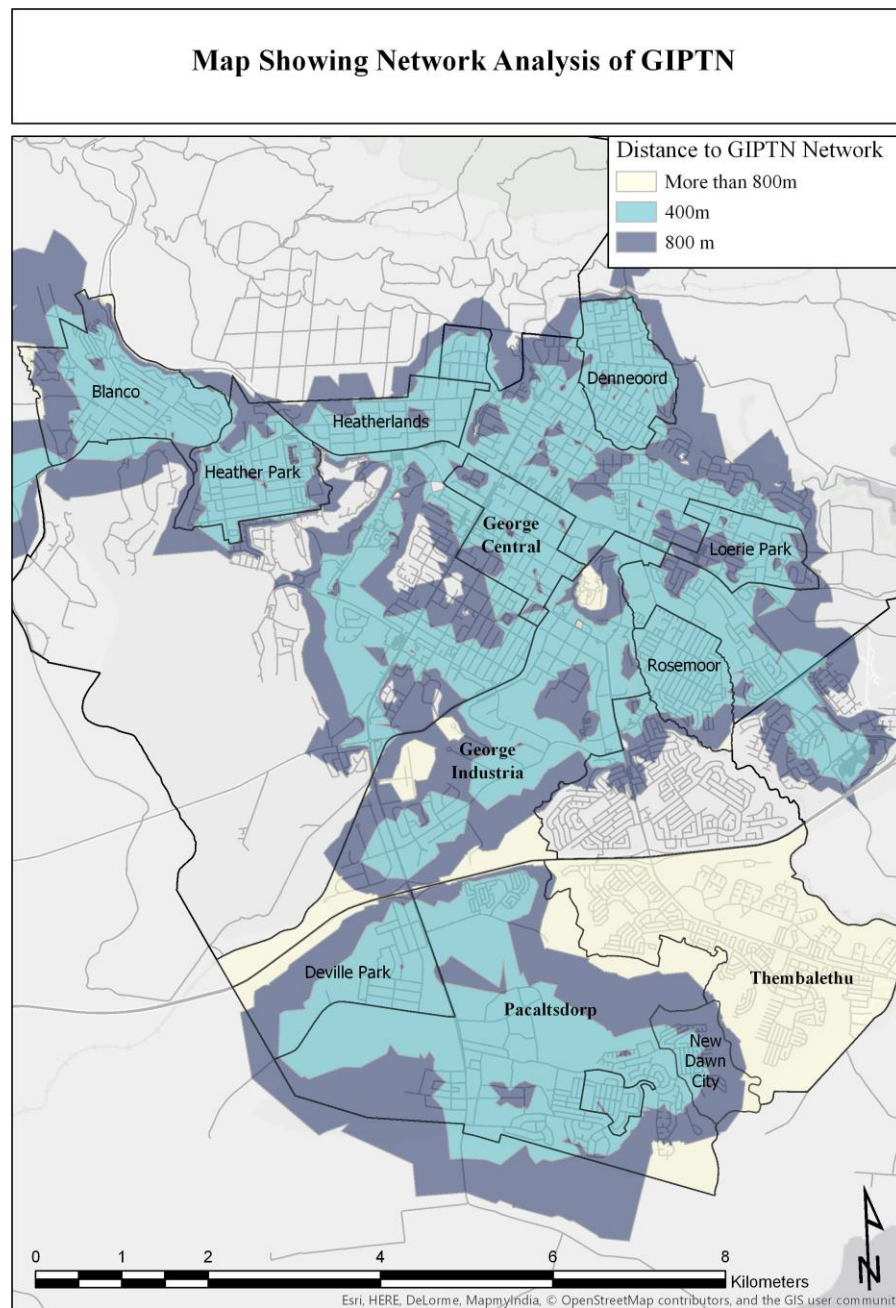 Map Showing Network Analysis of GIPTN
Distance to GIPTN Network
More than 800m
400m
800 m
Blanco
Denneoord
Heatherlands
Heather Park
George
Central
Loerie Park
Rosemoor
George
Industria
Deville Park
Thembalethu
Pacaltsdorp
New
Dawn
City
N
0 1 2 4 6 8
Kilometers
Esri, HERE, DeLorme, MapmyIndia, © OpenStreetMap contributors, and the GIS user communit